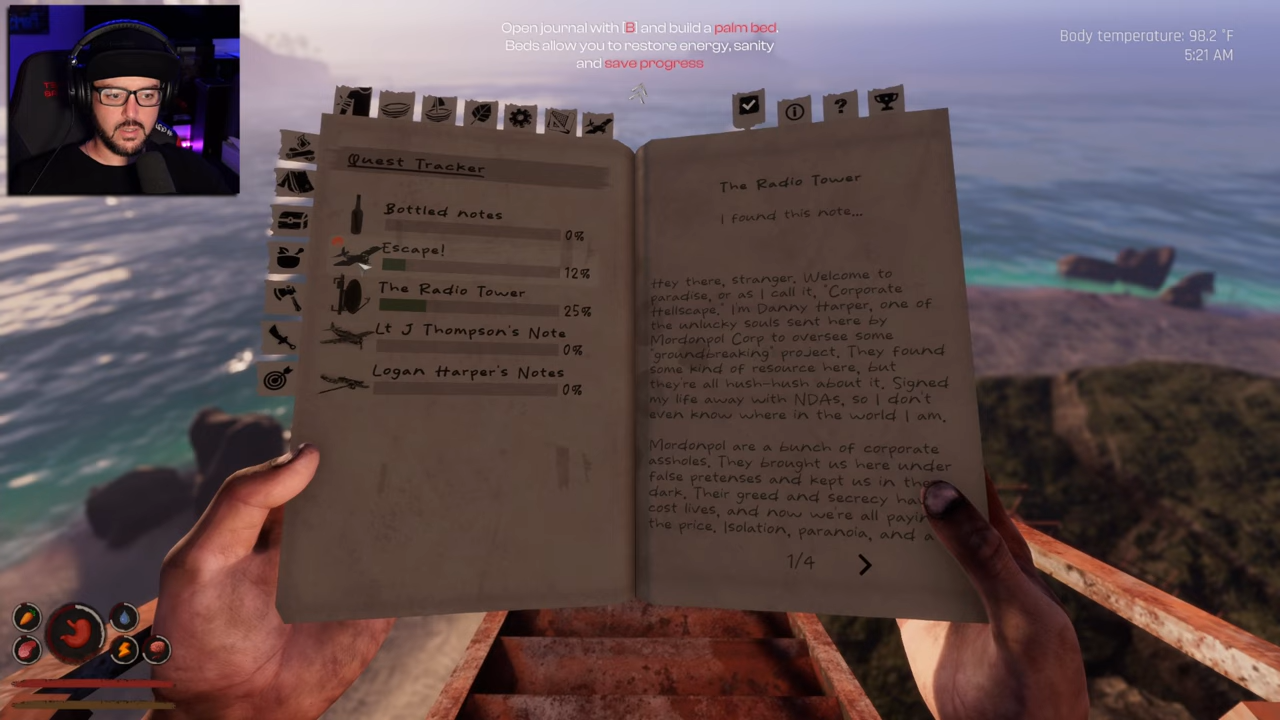 Open journal with [B] and build a palm bed.
Beds allow you to restore energy, sanity
and save progress
Body temperature: 98.2 °F
5:21 AM
Quest Tracker
Bottled notes
0%
Escape!
12%
The Radio Tower
25%
Lt J Thompson's Note
0%
Logan Harper's Notes
0%
The Radio Tower
I found this note...
Hey there, stranger. Welcome to
paradise, or as I call it, "Corporate
Hellscape." I'm Danny Harper, one of
the unlucky souls sent here by
Mordonpol Corp to oversee some
"groundbreaking" project. They found
some kind of resource here, but
they're all hush-hush about it. Signed
my life away with NDAs, so I don't
even know where in the world I am.
Mordonpol are a bunch of corporate
assholes. They brought us here under
false pretenses and kept us in the
dark. Their greed and secrecy hav
cost lives, and now we're all payin
the price. Isolation, paranoia, and a
1/4